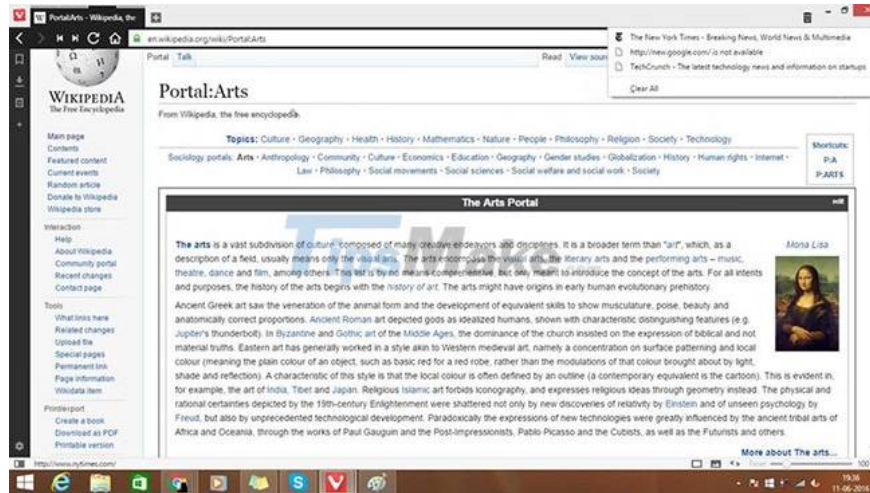 Portal:Arts - Wikipedia, the
en.wikipedia.org/wiki/Portal:Arts
The New York Times - Breaking News, World News & Multimedia
http://new.google.com/ is not available
TechCrunch - The latest technology news and information on startups
Clear All
WIKIPEDIA
The Free Encyclopedia
Main page
Contents
Featured content
Current events
Random article
Donate to Wikipedia
Wikipedia store
Interaction
Help
About Wikipedia
Community portal
Recent changes
Contact page
Tools
What links here
Related changes
Upload file
Special pages
Permanent link
Page information
Wikidata item
Print/export
Create a book
Download as PDF
Printable version
Portal Talk
Read View sour
Portal:Arts
From Wikipedia, the free encyclopedia
Topics: Culture - Geography - Health - History - Mathematics - Nature - People - Philosophy - Religion - Society - Technology
Sociology portals: Arts - Anthropology - Community - Culture - Economics - Education - Geography - Gender studies - Globalization - History - Human rights - Internet -
Law - Philosophy - Social movements - Social sciences - Social welfare and social work - Society
Shortcuts:
P:A
P:ARTS
The Arts Portal
edit
TipsMake
The arts is a vast subdivision of culture, composed of many creative endeavors and disciplines. It is a broader term than "art", which, as a
description of a field, usually means only the visual arts. The arts encompass the visual arts, the literary arts and the performing arts – music,
theatre, dance and film, among others. This list is by no means comprehensive, but only meant to introduce the concept of the arts. For all intents
and purposes, the history of the arts begins with the history of art. The arts might have origins in early human evolutionary prehistory.
Ancient Greek art saw the veneration of the animal form and the development of equivalent skills to show musculature, poise, beauty and
anatomically correct proportions. Ancient Roman art depicted gods as idealized humans, shown with characteristic distinguishing features (e.g.
Jupiter's thunderbolt). In Byzantine and Gothic art of the Middle Ages, the dominance of the church insisted on the expression of biblical and not
material truths. Eastern art has generally worked in a style akin to Western medieval art, namely a concentration on surface patterning and local
colour (meaning the plain colour of an object, such as basic red for a red robe, rather than the modulations of that colour brought about by light,
shade and reflection). A characteristic of this style is that the local colour is often defined by an outline (a contemporary equivalent is the cartoon). This is evident in,
for example, the art of India, Tibet and Japan. Religious Islamic art forbids iconography, and expresses religious ideas through geometry instead. The physical and
rational certainties depicted by the 19th-century Enlightenment were shattered not only by new discoveries of relativity by Einstein and of unseen psychology by
Freud, but also by unprecedented technological development. Paradoxically the expressions of new technologies were greatly influenced by the ancient tribal arts of
Africa and Oceania, through the works of Paul Gauguin and the Post-Impressionists, Pablo Picasso and the Cubists, as well as the Futurists and others.
Mona Lisa
More about The arts...
http://www.nytimes.com/
100
19:36
11-06-2016